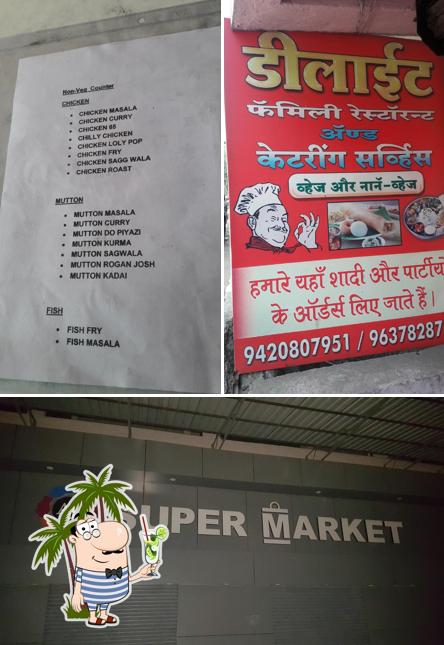 Non-Veg Counter
CHICKEN
CHICKEN MASALA
CHICKEN CURRY
CHICKEN 65
CHILLY CHICKEN
CHICKEN LOLY POP
CHICKEN FRY
CHICKEN SAGG WALA
CHICKEN ROAST
MUTTON
MUTTON MASALA
MUTTON CURRY
MUTTON DO PIYAZI
MUTTON KURMA
MUTTON SAGWALA
MUTTON ROGAN JOSH
MUTTON KADAI
FISH
FISH FRY
FISH MASALA
डीलाईट
फॅमिली रेस्टॉरन्ट
ॲण्ड
केटरींग सर्व्हिस
व्हेज और नानॅ-व्हेज
हमारे यहाँ शादी और पार्टीयो
के ऑर्डर्स लिए जाते हैं।
9420807951 / 96378287
SUPER MARKET